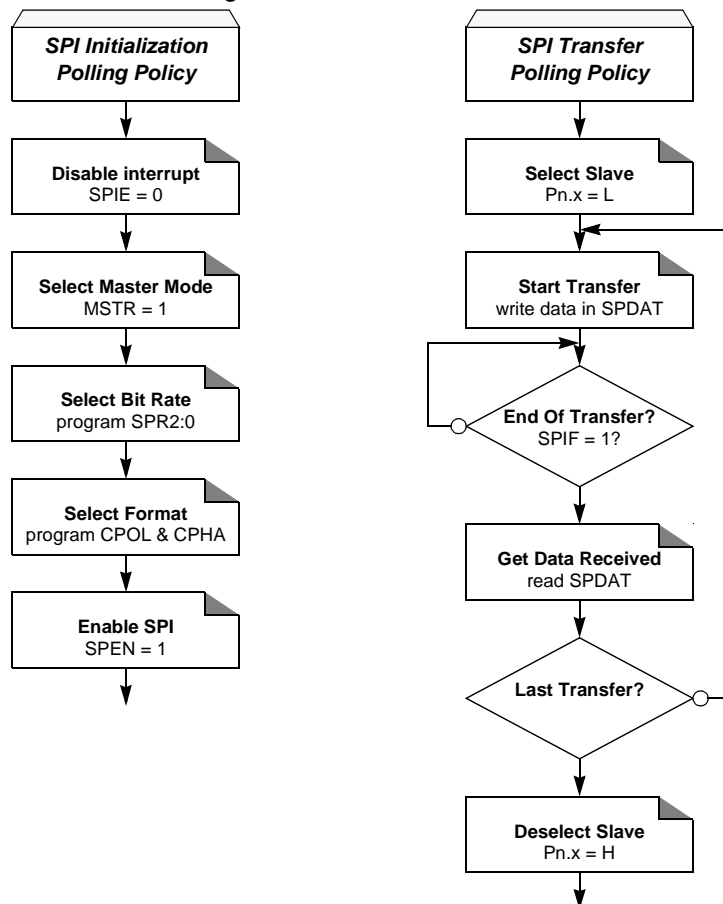 SPI Initialization
Polling Policy
Disable interrupt
SPIE = 0
Select Master Mode
MSTR = 1
Select Bit Rate
program SPR2:0
Select Format
program CPOL & CPHA
Enable SPI
SPEN = 1
SPI Transfer
Polling Policy
Select Slave
Pn.x = L
Start Transfer
write data in SPDAT
End Of Transfer?
SPIF = 1?
Get Data Received
read SPDAT
Last Transfer?
Deselect Slave
Pn.x = H